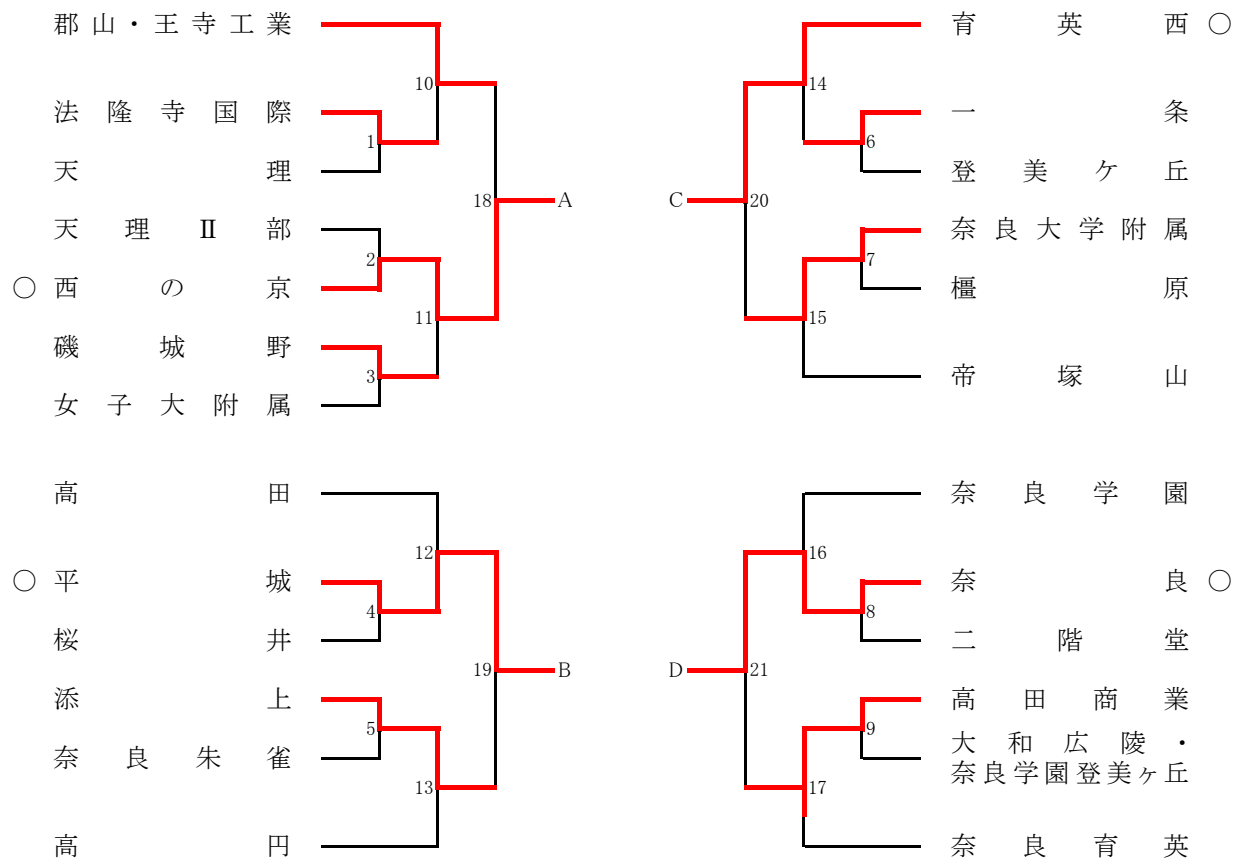 郡山・王寺工業
10
法隆寺国際
1
天理
18
A
天理Ⅱ部
2
○西の京
11
磯城野
3
女子大附属
高田
12
○平城
4
桜井
19
B
添上
5
奈良朱雀
13
高円
育英西○
14
一条
6
登美ケ丘
C
20
奈良大学附属
7
橿原
15
帝塚山
奈良学園
16
奈良○
8
二階堂
D
21
高田商業
9
大和広陵・
奈良学園登美ヶ丘
17
奈良育英